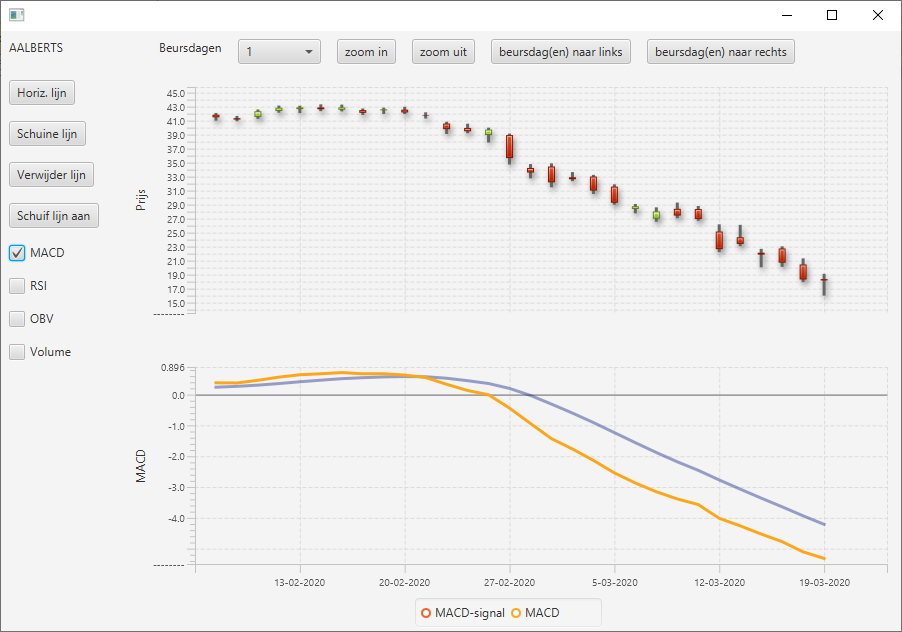 AALBERTS
Beursdagen
1
zoom in
zoom uit
beursdag(en) naar links
beursdag(en) naar rechts
Horiz. lijn
Schuine lijn
Verwijder lijn
Schuif lijn aan
MACD
RSI
OBV
Volume
Prijs
45.0
43.0
41.0
39.0
37.0
35.0
33.0
31.0
29.0
27.0
25.0
23.0
21.0
19.0
17.0
15.0
MACD
0.896
0.0
-1.0
-2.0
-3.0
-4.0
13-02-2020
20-02-2020
27-02-2020
5-03-2020
12-03-2020
19-03-2020
MACD-signal
MACD